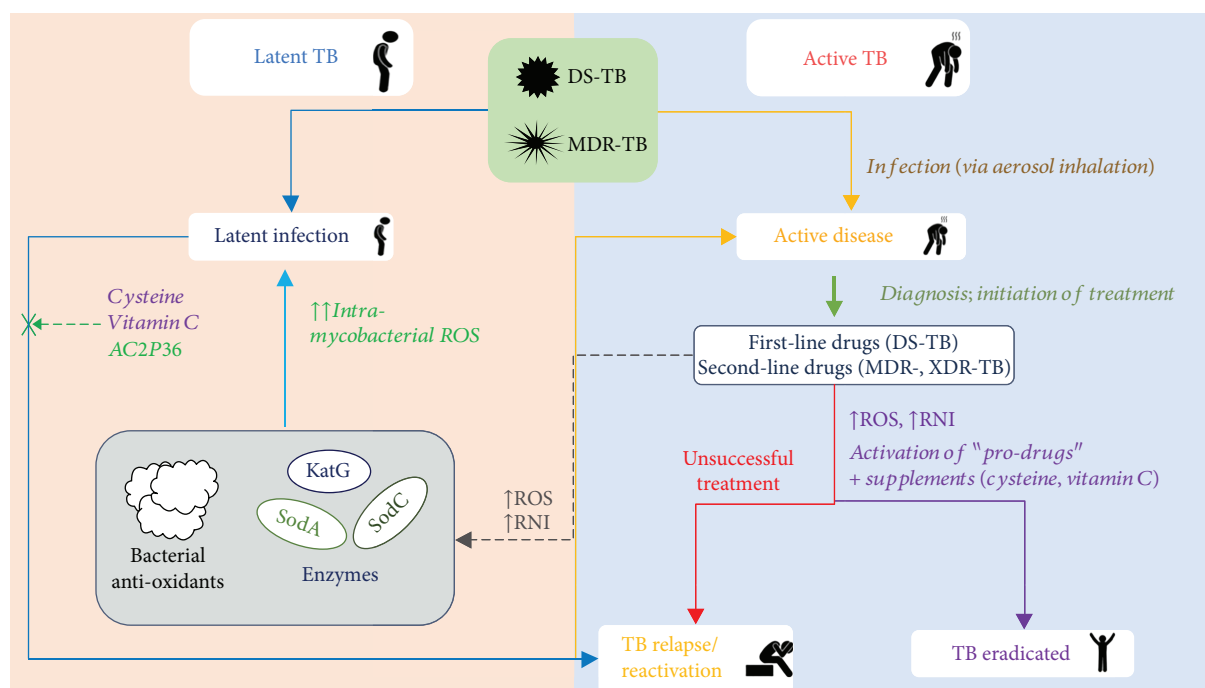 Latent TB
DS-TB
MDR-TB
Active TB
Infection (via aerosol inhalation)
Latent infection
Active disease
Cysteine
Vitamin C
AC2P36
↑↑Intra-
mycobacterial ROS
Diagnosis; initiation of treatment
First-line drugs (DS-TB)
Second-line drugs (MDR-, XDR-TB)
↑ROS, ↑RNI
Activation of "pro-drugs"
+ supplements (cysteine, vitamin C)
Unsuccessful
treatment
KatG
SodA
SodC
Bacterial
anti-oxidants
Enzymes
↑ROS
↑RNI
TB relapse/
reactivation
TB eradicated